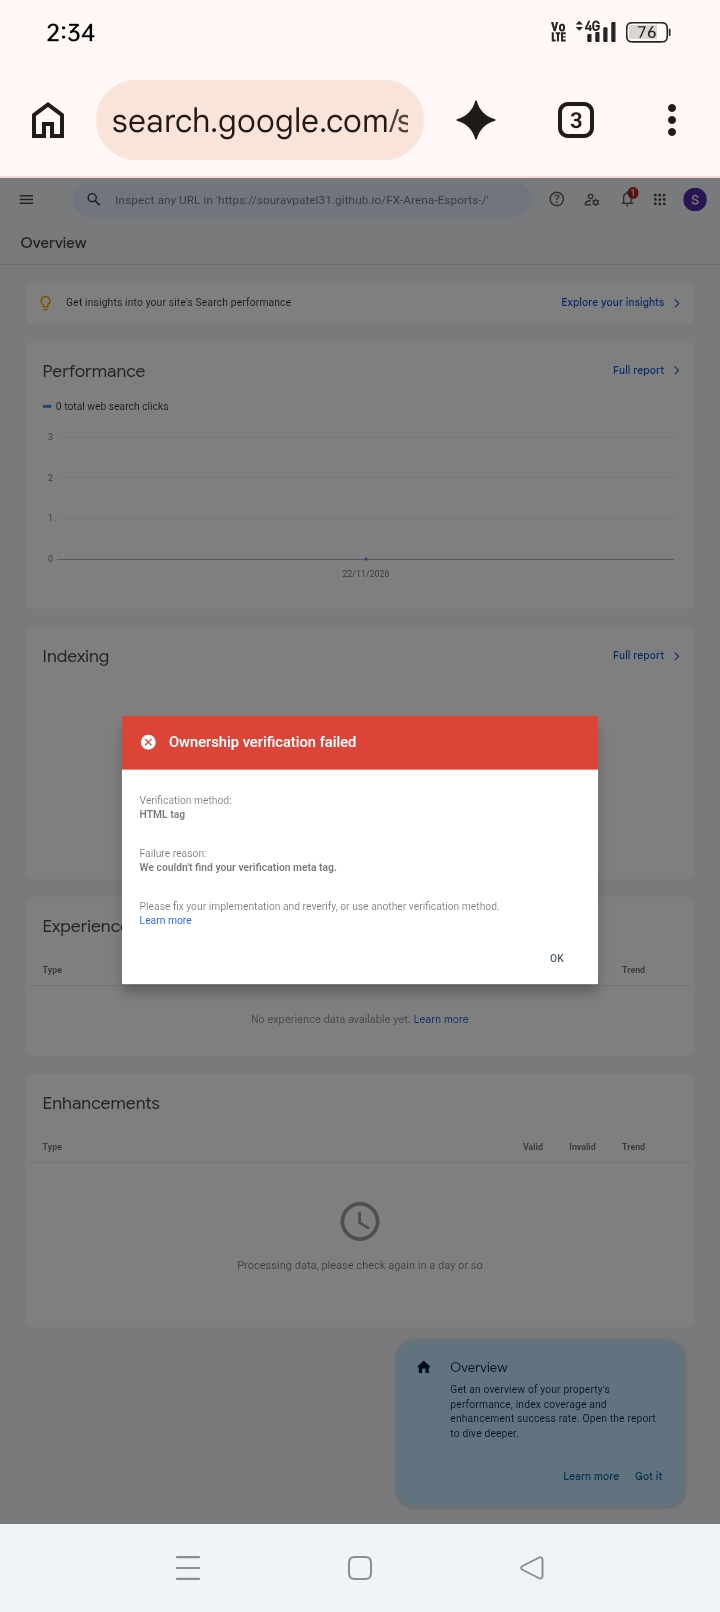 2:34
Vo LTE 4G 76
search.google.com/s
3
Inspect any URL in 'https://souravpatel31.github.io/FX-Arena-Esports-/'
1
S
Overview
Get insights into your site's Search performance
Explore your insights
Performance
Full report
0 total web search clicks
3
2
1
0
22/11/2026
Indexing
Full report
Ownership verification failed
Verification method:
HTML tag
Failure reason:
We couldn't find your verification meta tag.
Please fix your implementation and reverify, or use another verification method.
Learn more
OK
Experienc
Type
Trend
No experience data available yet. Learn more
Enhancements
Type
Valid
Invalid
Trend
Processing data, please check again in a day or so
Overview
Get an overview of your property's
performance, index coverage and
enhancement success rate. Open the report
to dive deeper.
Learn more
Got it